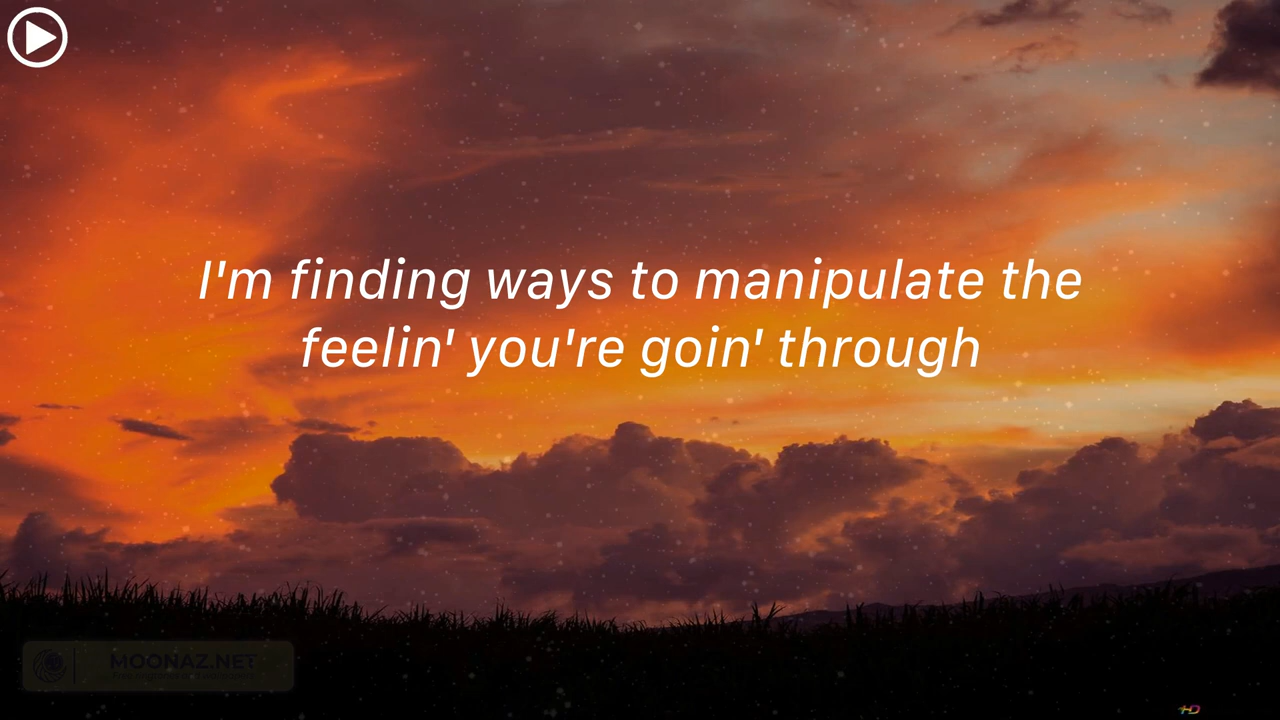 I'm finding ways to manipulate the
feelin' you're goin' through
MOONAZ.NET